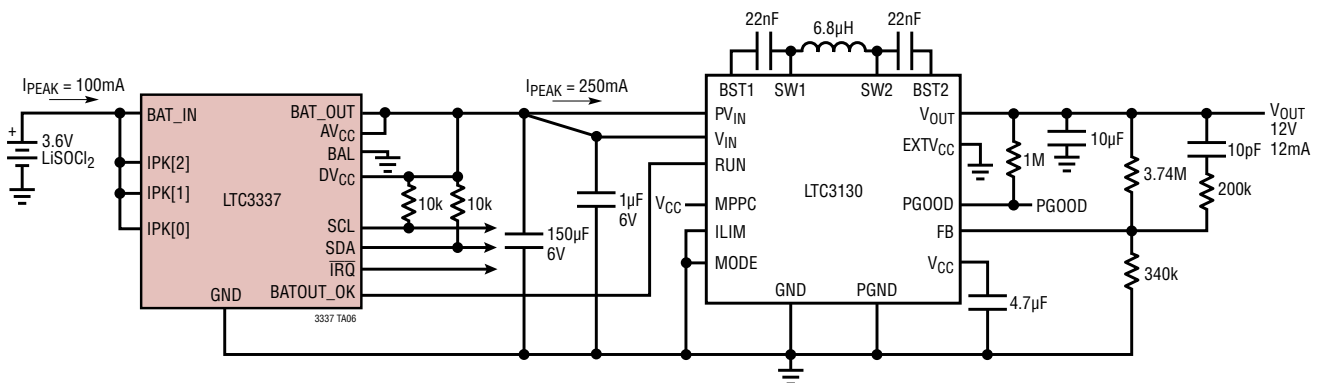 22nF
6.8µH
22nF
IPEAK = 100mA
IPEAK = 250mA
BST1 SW1 SW2 BST2
BAT_IN
BAT_OUT
PVIN
VOUT
VOUT
12V
12mA
AVCC
+
3.6V
LiSOCl2
BAL
VIN
EXTVCC
1M
10µF
10pF
IPK[2]
DVCC
RUN
3.74M
LTC3337
LTC3130
IPK[1]
10k
10k
1µF
6V
200k
VCC
MPPC
PGOOD
PGOOD
IPK[0]
SCL
150µF
6V
ILIM
FB
SDA
IRQ
MODE
VCC
340k
GND
BATOUT_OK
GND
PGND
4.7µF
3337 TA06